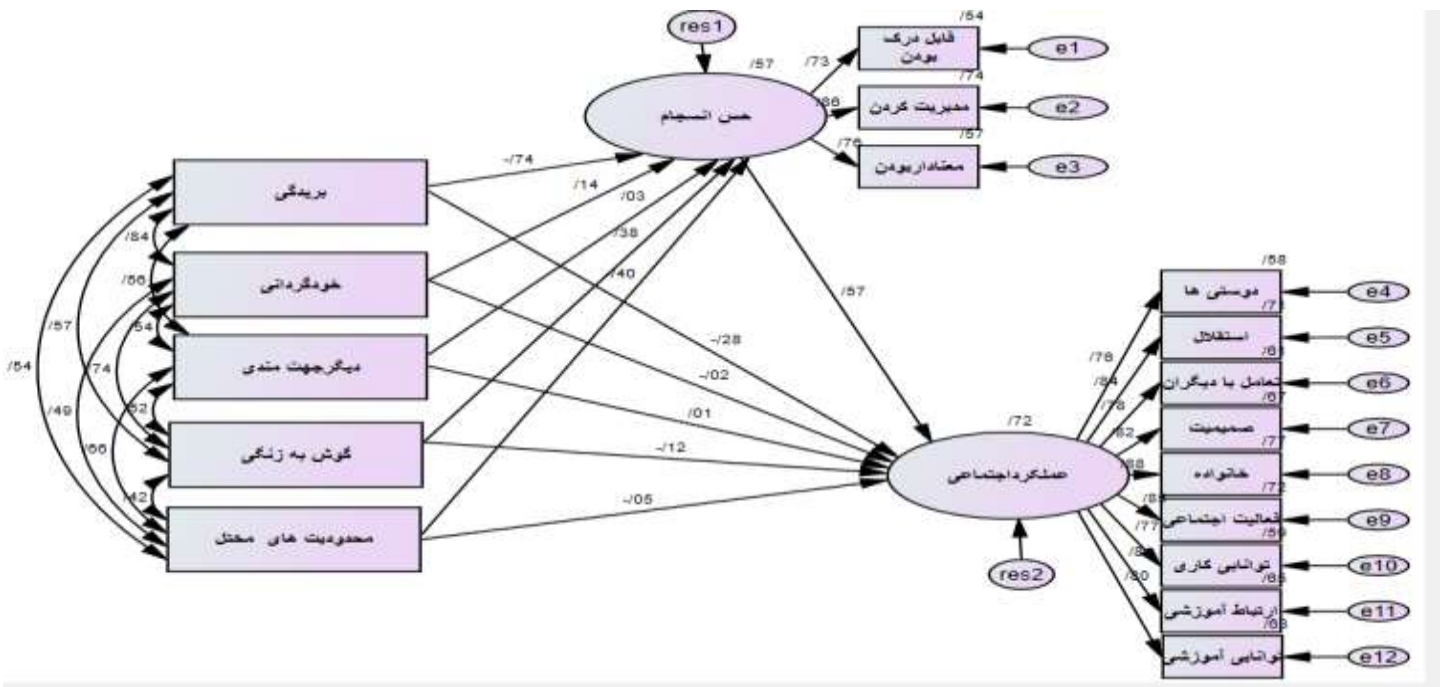 /54
res1
قابل درک
بودن
e1
/57
/73
/74
/86
مدیریت کردن
e2
حس انسجام
/57
/76
معناداربودن
e3
-/74
بریدگی
/14
/03
/84
/38
/56
/40
خودگردانی
/57
/58
دوستی ها
e4
/71
/57
/54
-/28
استقلال
e5
/61
/54
/74
دیگرجهت مندی
-/02
/76
/84
تعامل با دیگران
e6
/67
/49
/52
/01
/78
/72
/82
صمیمیت
e7
/77
/66
گوش به زنگی
-/12
/88
عملکرداجتماعی
خانواده
e8
/72
/42
-/05
فعالیت اجتماعی
e9
/59
محدودیت های مختل
/77
توانایی کاری
e10
/65
res2
/80
ارتباط آموزشی
e11
/63
توانایی آموزشی
e12